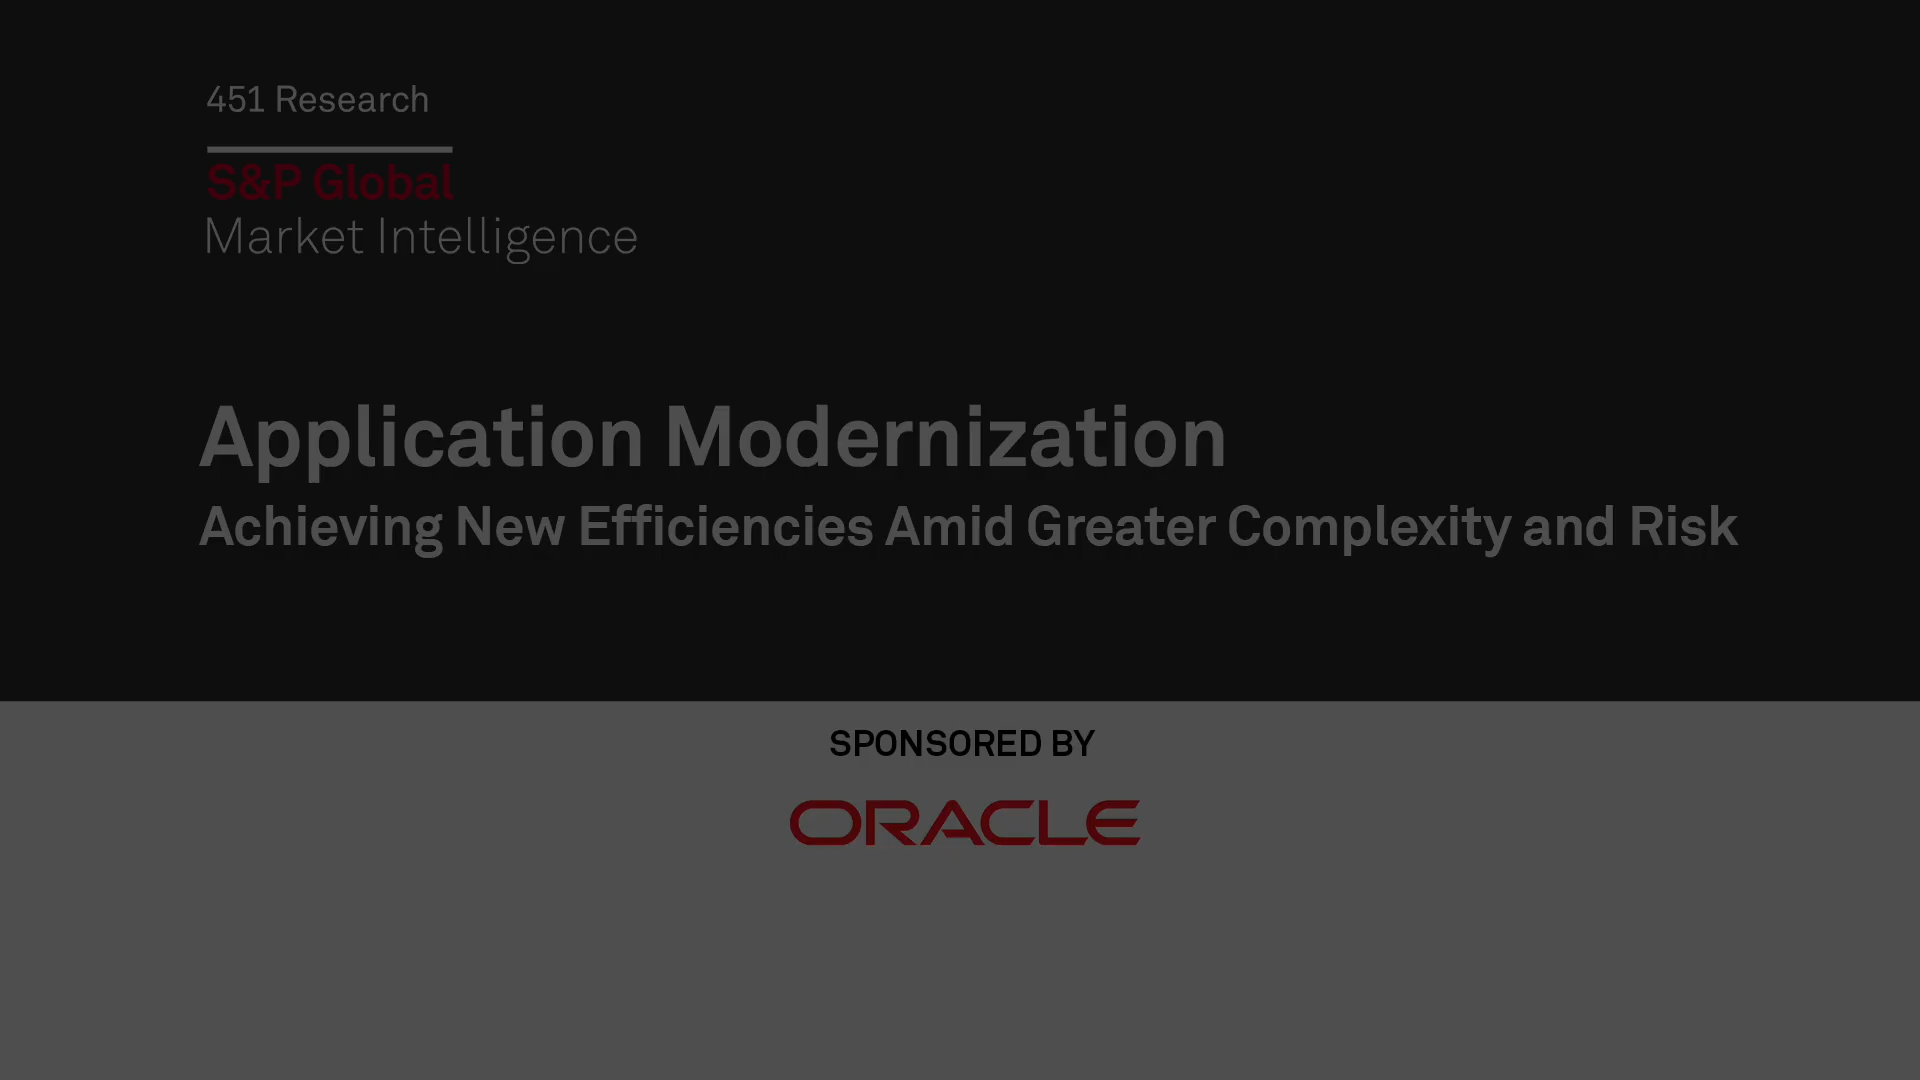 451 Research
S&P Global
Market Intelligence
Application Modernization
Achieving New Efficiencies Amid Greater Complexity and Risk
SPONSORED BY
ORACLE